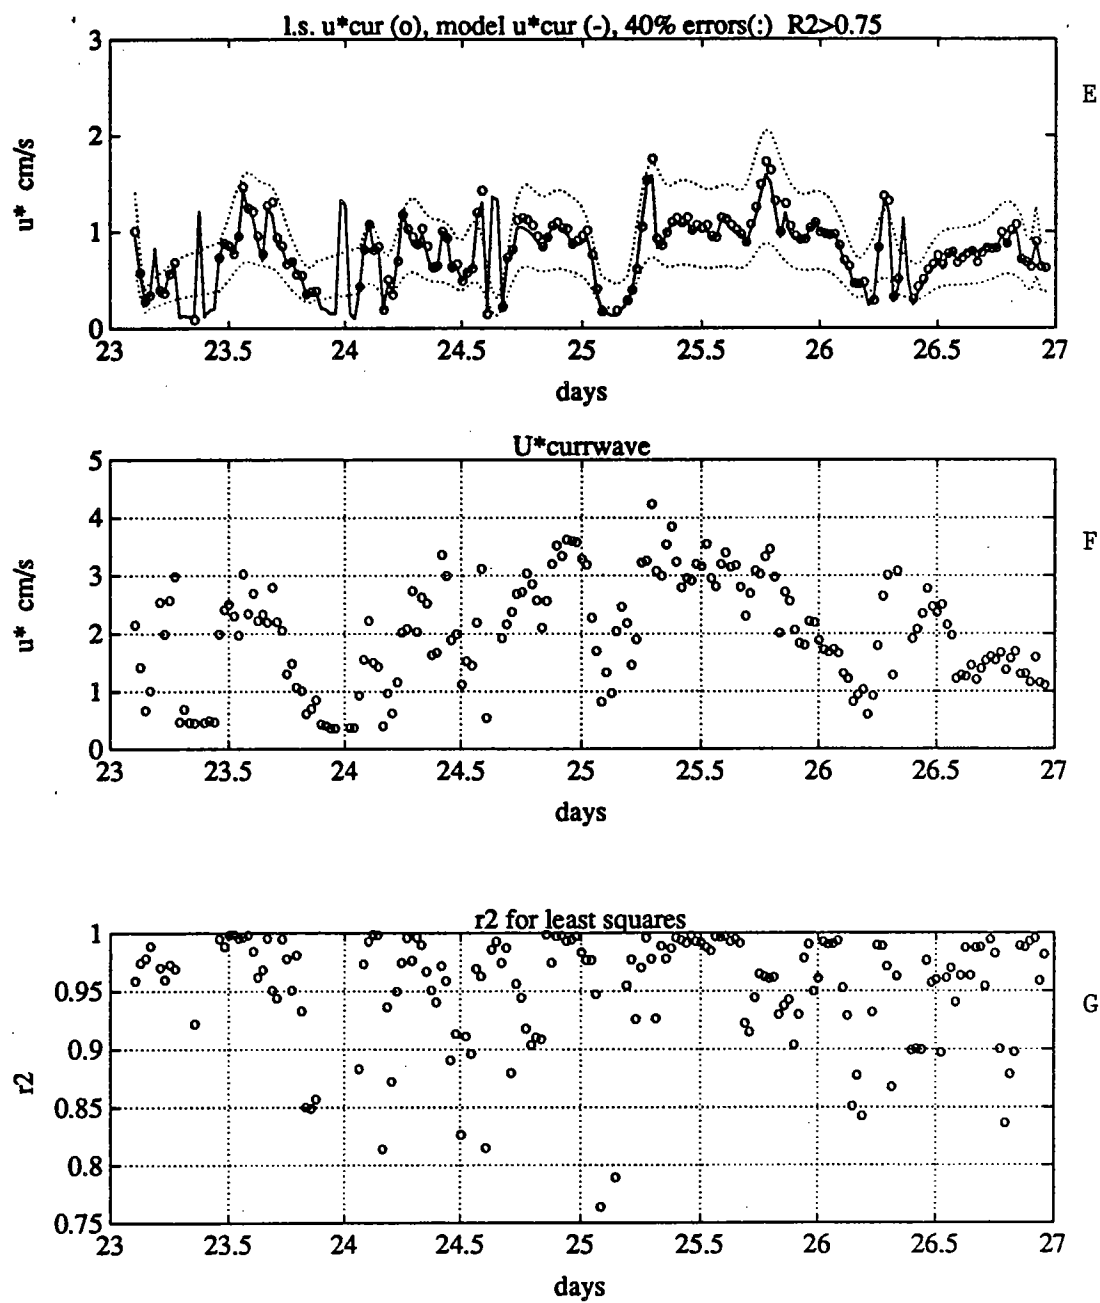 l.s. u*cur (o), model u*cur (-), 40% errors(:) R2>0.75
3
2
1
0
u* cm/s
E
23 23.5 24 24.5 25 25.5 26 26.5 27
days
U*currwave
5
4
3
2
1
0
u* cm/s
F
23 23.5 24 24.5 25 25.5 26 26.5 27
days
r2 for least squares
1
0.95
0.9
0.85
0.8
0.75
r2
G
23 23.5 24 24.5 25 25.5 26 26.5 27
days